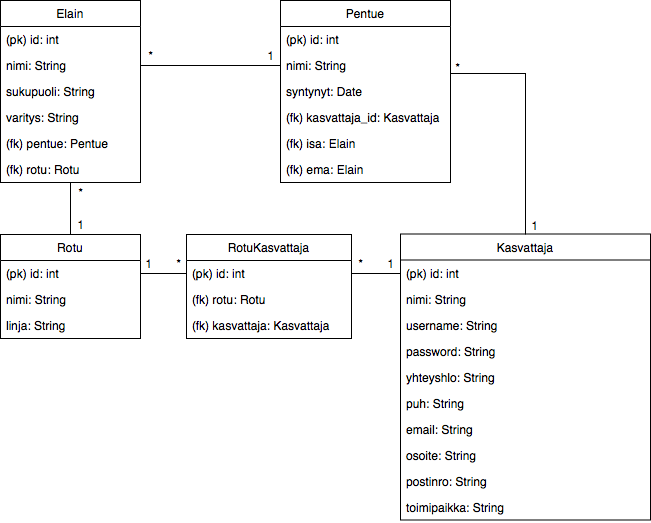 Elain
(pk) id: int
nimi: String
sukupuoli: String
varitys: String
(fk) pentue: Pentue
(fk) rotu: Rotu
*
1
Pentue
(pk) id: int
nimi: String
syntynyt: Date
(fk) kasvattaja_id: Kasvattaja
(fk) isa: Elain
(fk) ema: Elain
*
1
*
1
Rotu
(pk) id: int
nimi: String
linja: String
1
*
RotuKasvattaja
(pk) id: int
(fk) rotu: Rotu
(fk) kasvattaja: Kasvattaja
*
1
Kasvattaja
(pk) id: int
nimi: String
username: String
password: String
yhteyshlo: String
puh: String
email: String
osoite: String
postinro: String
toimipaikka: String